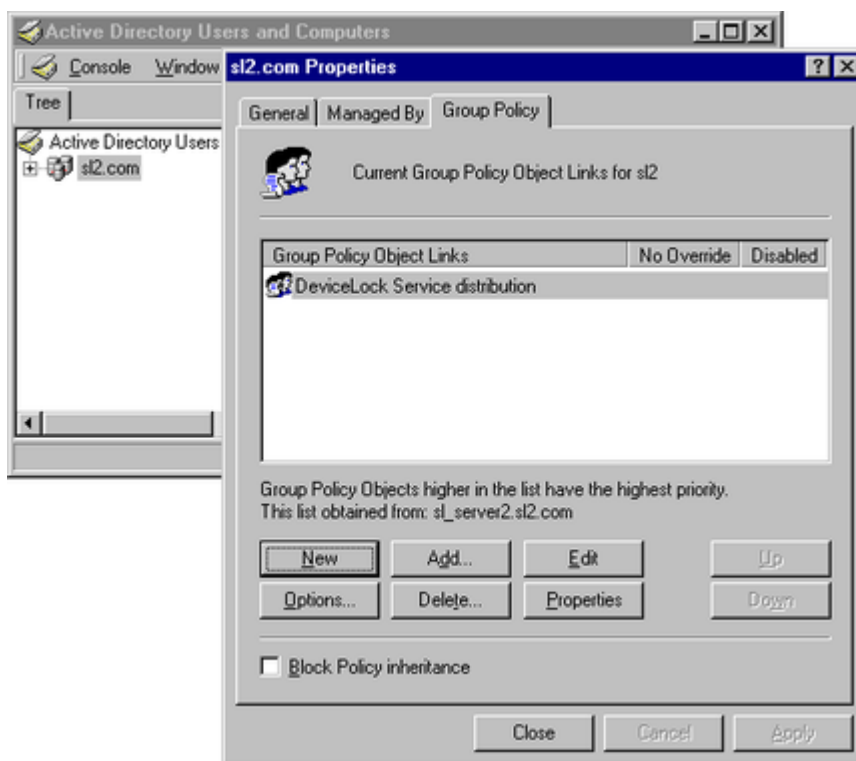 Active Directory Users and Computers
Console Window
Tree
Active Directory Users
sl2.com
sl2.com Properties
General Managed By Group Policy
Current Group Policy Object Links for sl2
Group Policy Object Links No Override Disabled
DeviceLock Service distribution
Group Policy Objects higher in the list have the highest priority.
This list obtained from: sl_server2.sl2.com
New Add... Edit Up
Options... Delete... Properties Down
Block Policy inheritance
Close Cancel Apply